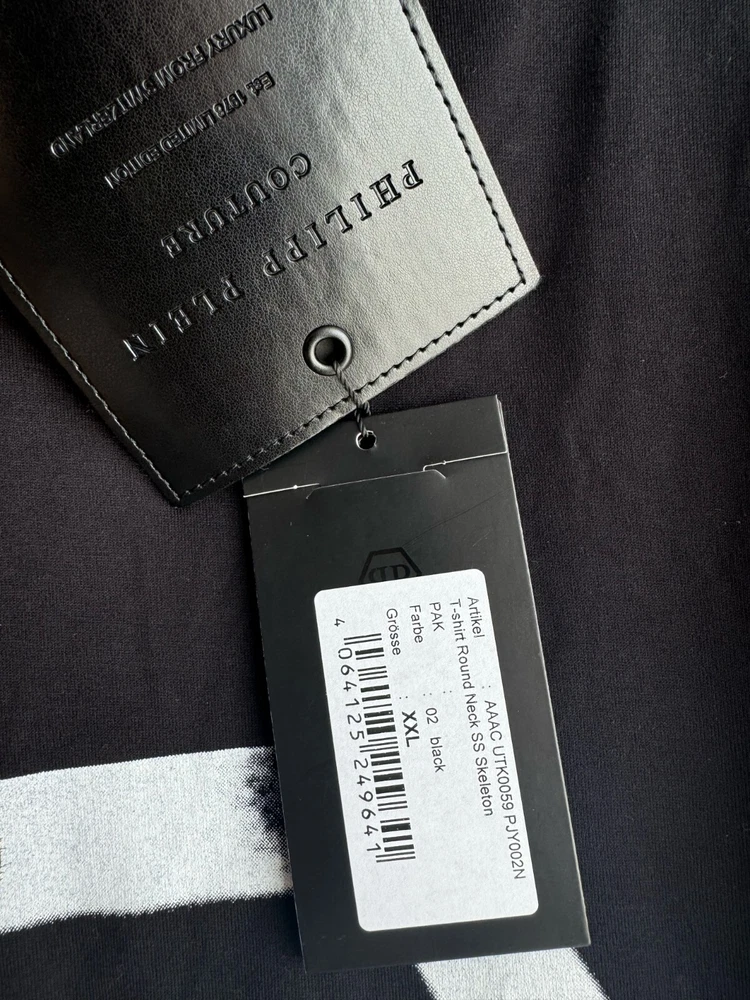 PHILIPP PLEIN
COUTURE
Est. 1978 LIMITED EDITION
LUXURY FROM SWITZERLAND
Artikel : AAAC UTK0059 PJY002N
T-shirt Round Neck SS Skeleton
PAK :
Farbe : 02 black
Grösse : XXL
4 064125 249641